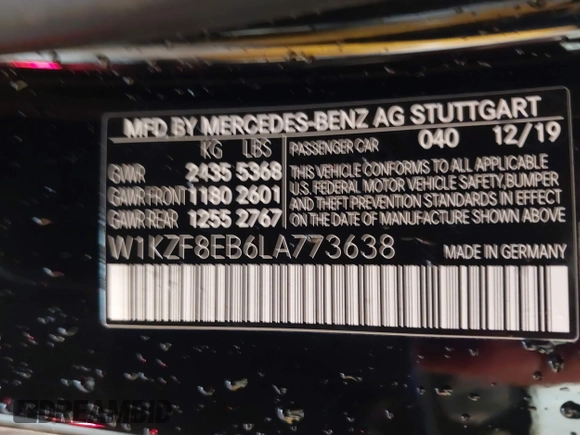 MFD BY MERCEDES-BENZ AG STUTTGART
KG LBS
GVWR 2435 5368
GAWR FRONT 1180 2601
GAWR REAR 1255 2767
PASSENGER CAR 040 12/19
THIS VEHICLE CONFORMS TO ALL APPLICABLE
U.S. FEDERAL MOTOR VEHICLE SAFETY, BUMPER
AND THEFT PREVENTION STANDARDS IN EFFECT
ON THE DATE OF MANUFACTURE SHOWN ABOVE.
W1KZF8EB6LA773638
MADE IN GERMANY
DREAMBID